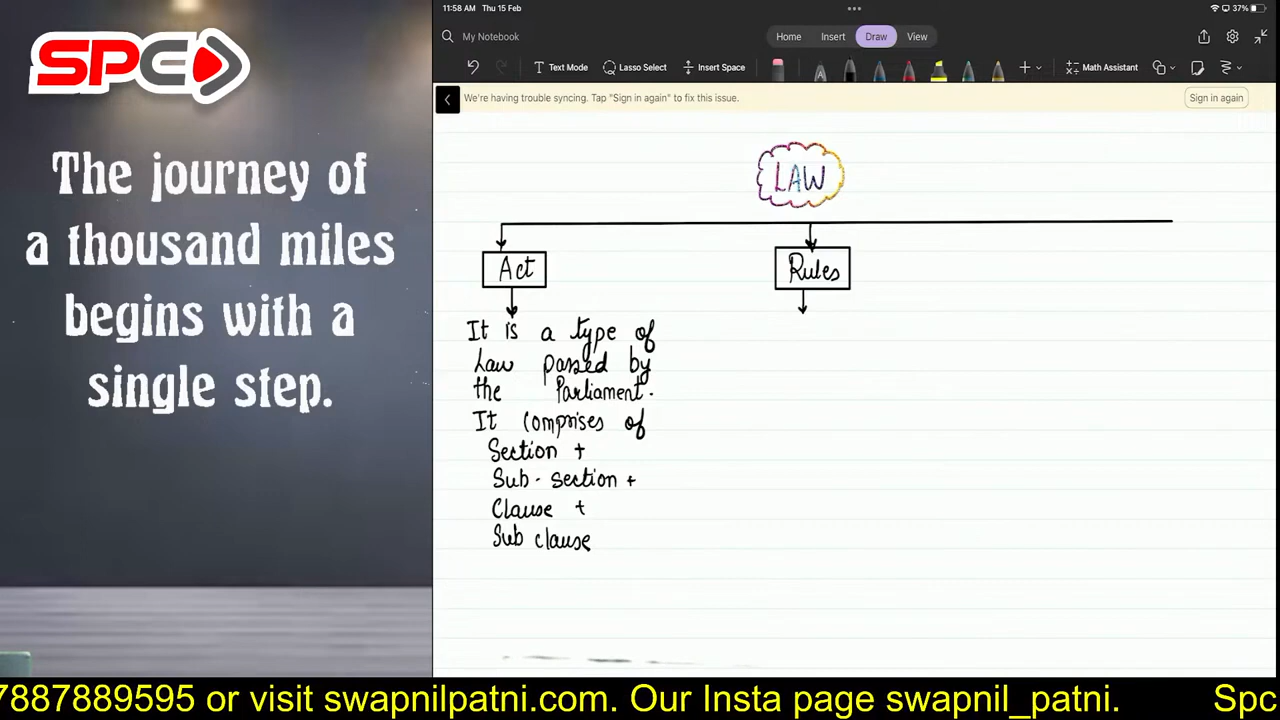 SPC
The journey of
a thousand miles
begins with a
single step.
11:58 AM Thu 15 Feb
37%
My Notebook
Home Insert Draw View
Text Mode Lasso Select Insert Space Math Assistant
We're having trouble syncing. Tap "Sign in again" to fix this issue. Sign in again
LAW
Act
Rules
It is a type of
Law passed by
the Parliament.
It comprises of
Section +
Sub-section +
Clause +
Sub clause
7887889595 or visit swapnilpatni.com. Our Insta page swapnil_patni. Spc